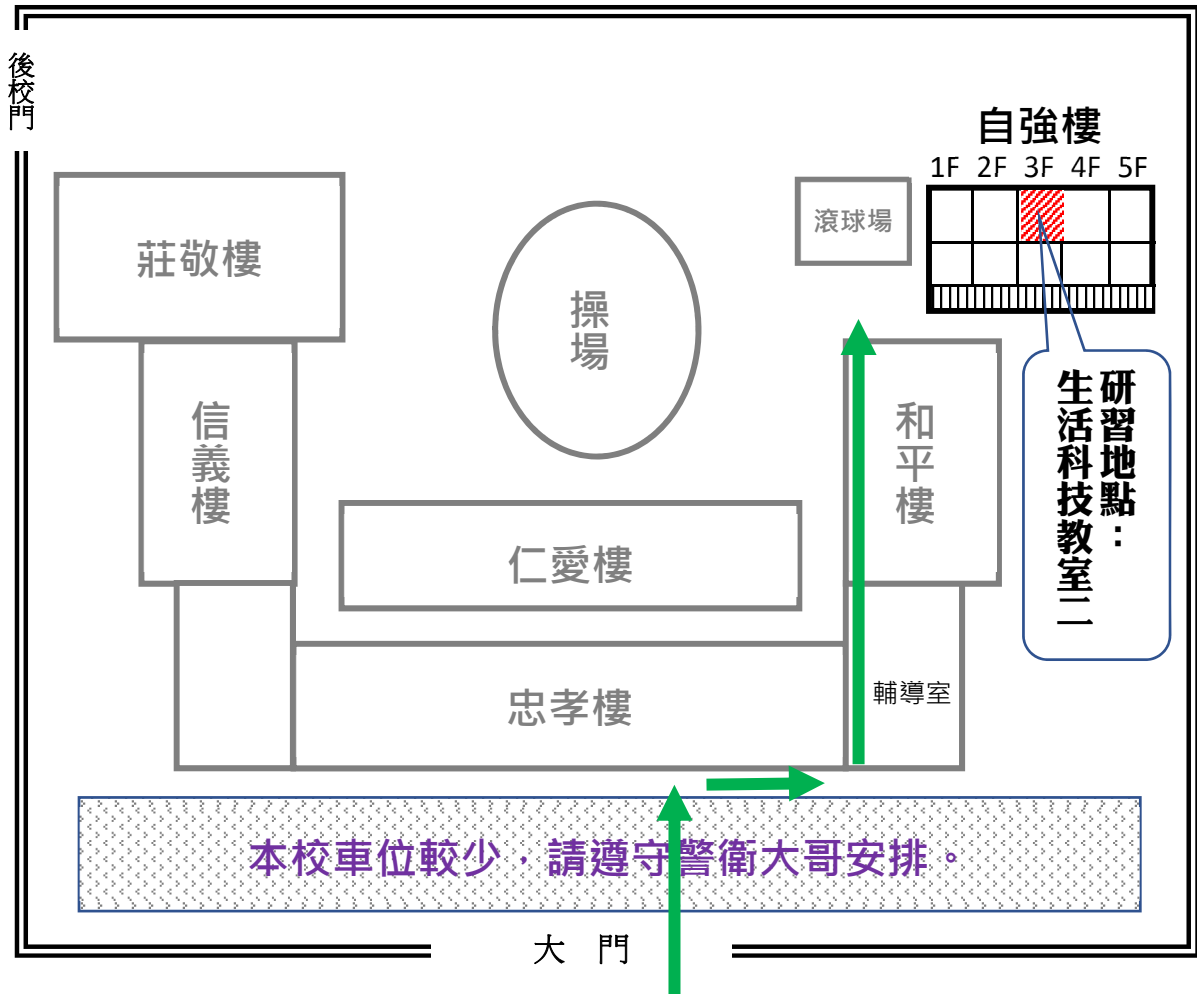 後校門
自強樓
1F 2F 3F 4F 5F
滾球場
莊敬樓
操場
研習地點：
生活科技教室二
信義樓
和平樓
仁愛樓
輔導室
忠孝樓
本校車位較少，請遵守警衛大哥安排。
大 門